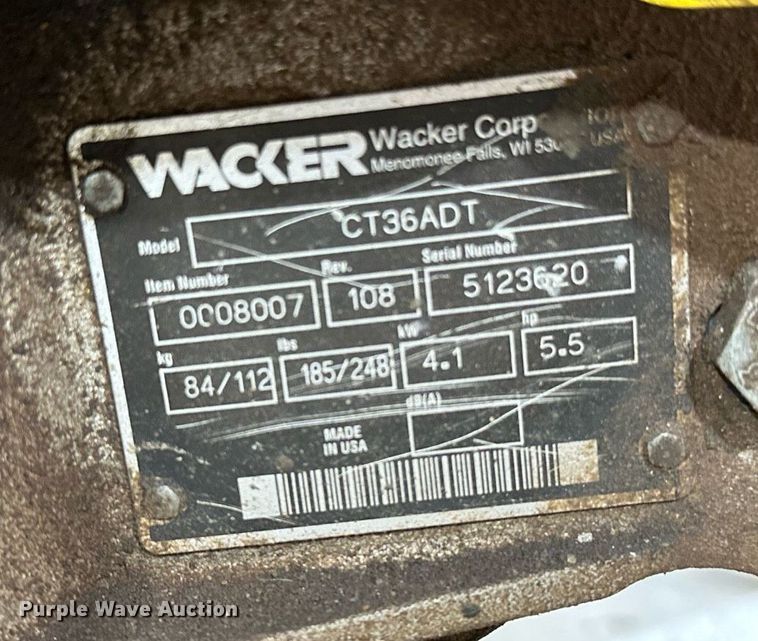 WACKER
Wacker Corp
Menomonee Falls, WI
USA
Model
CT36ADT
Item Number Rev. Serial Number
0008007 108 5123620
kg lbs kW hp
84/112 185/248 4.1 5.5
dB(A)
MADE
IN USA
Purple Wave Auction